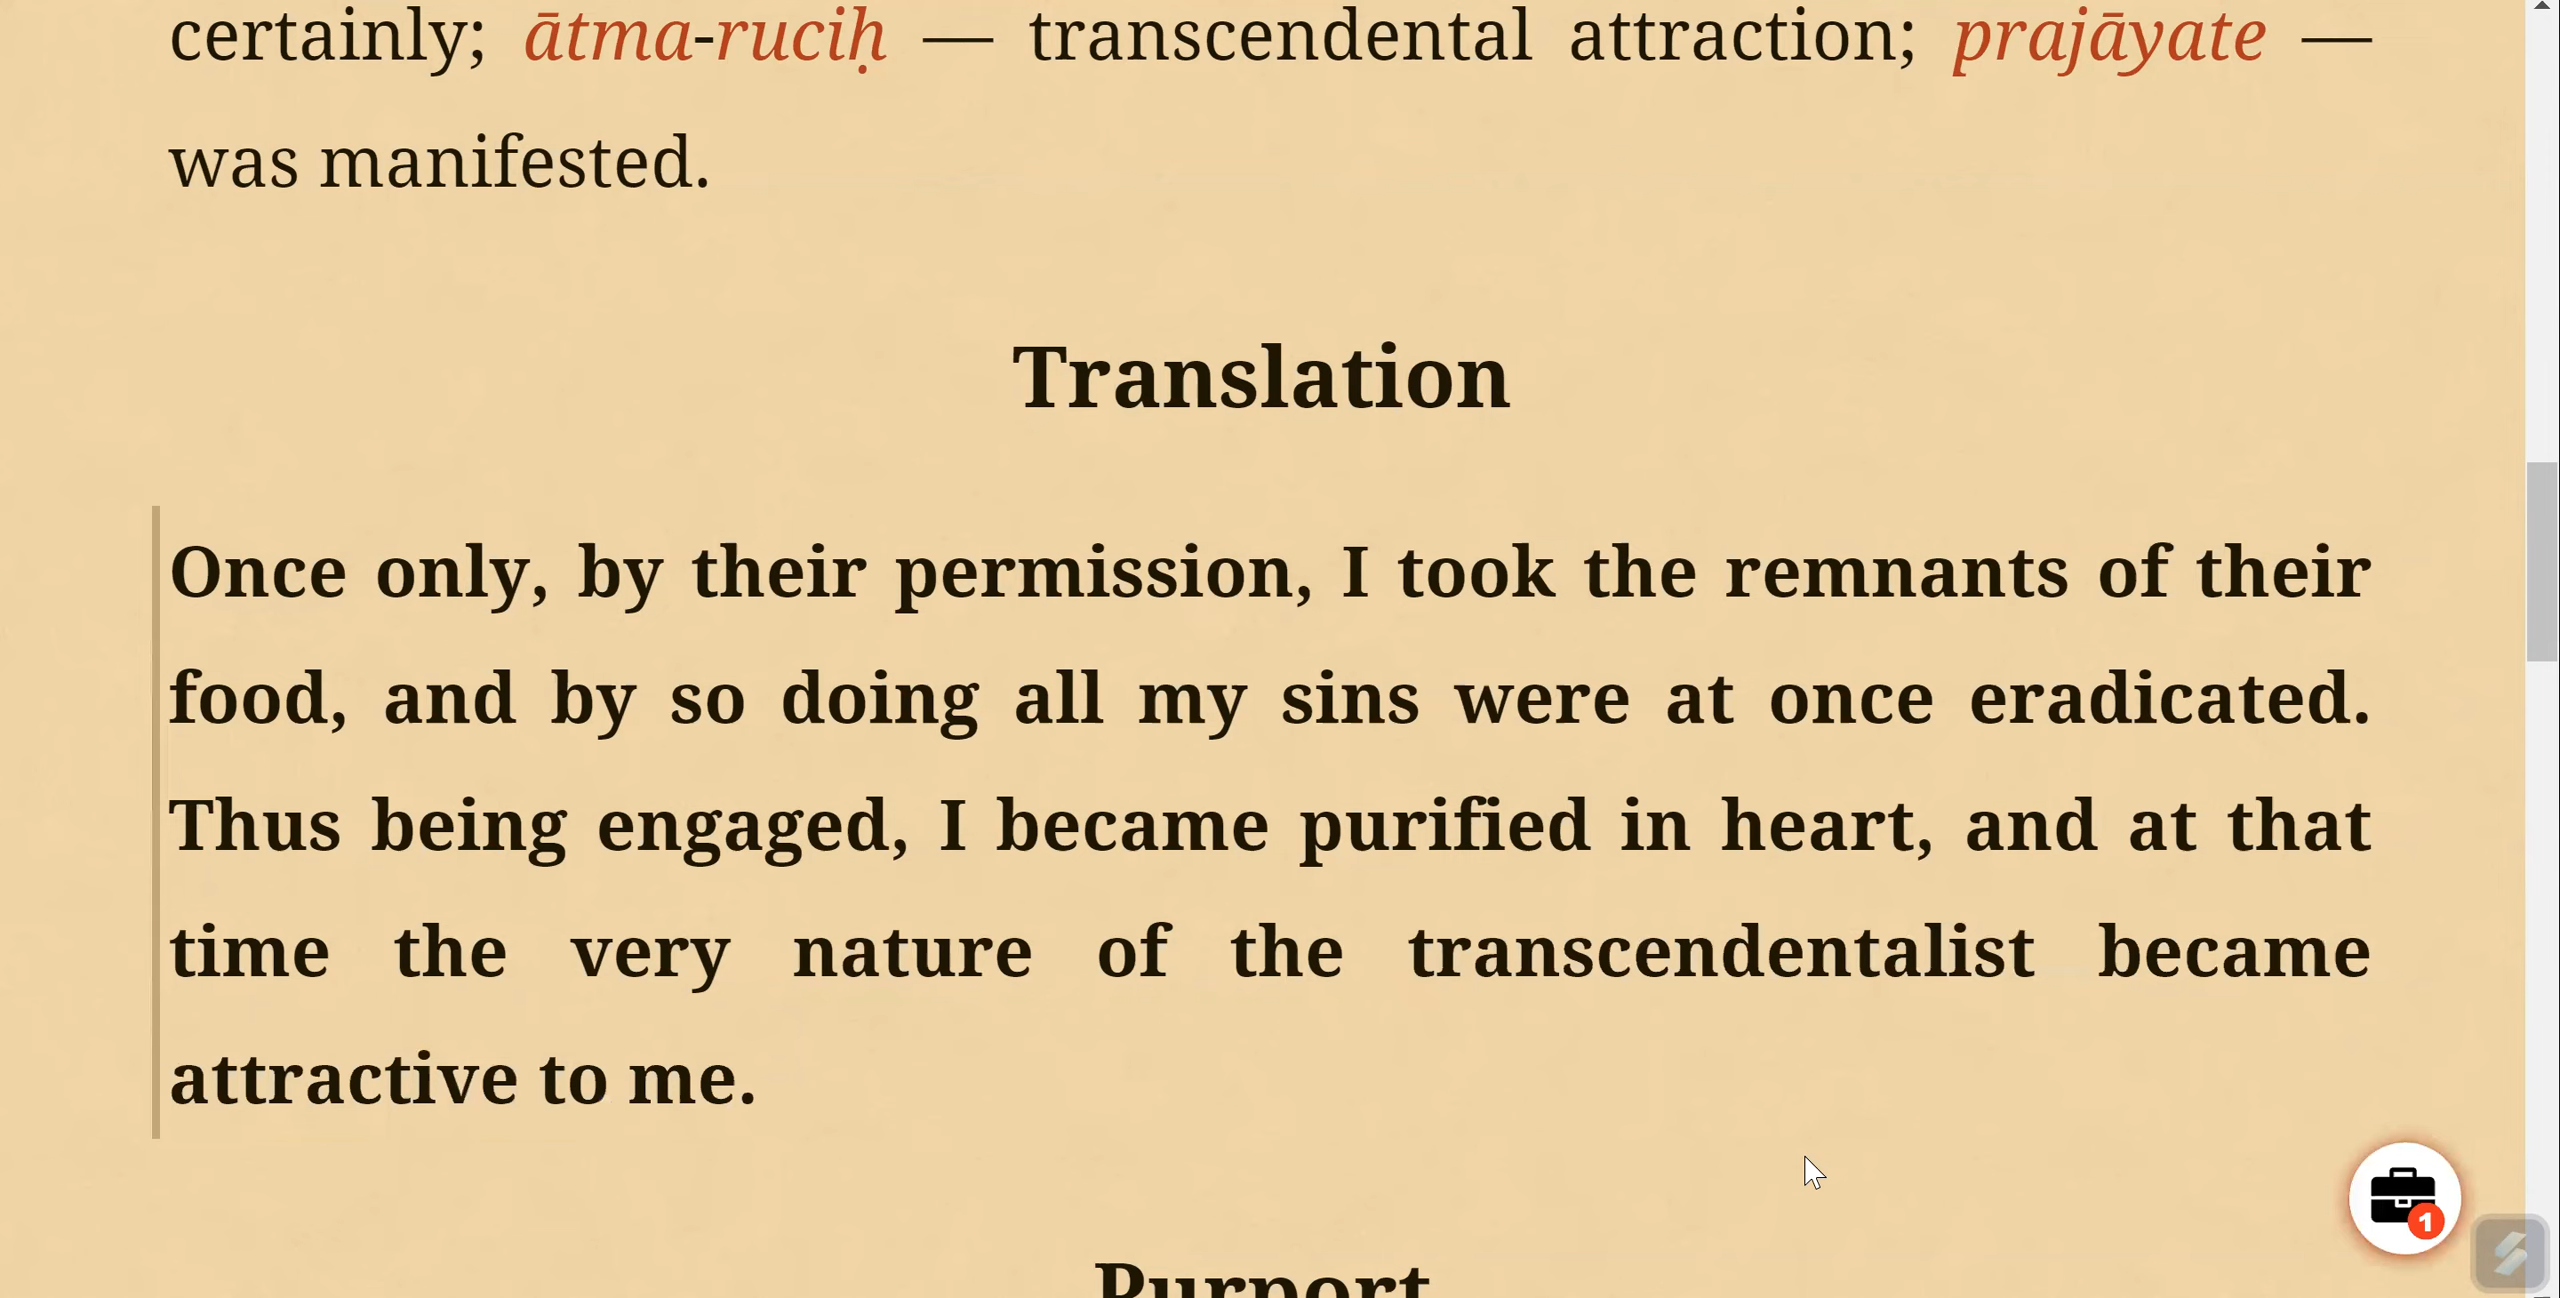 certainly; ātma-ruciḥ — transcendental attraction; prajāyate —
was manifested.
Translation
Once only, by their permission, I took the remnants of their
food, and by so doing all my sins were at once eradicated.
Thus being engaged, I became purified in heart, and at that
time the very nature of the transcendentalist became
attractive to me.
1
Purport